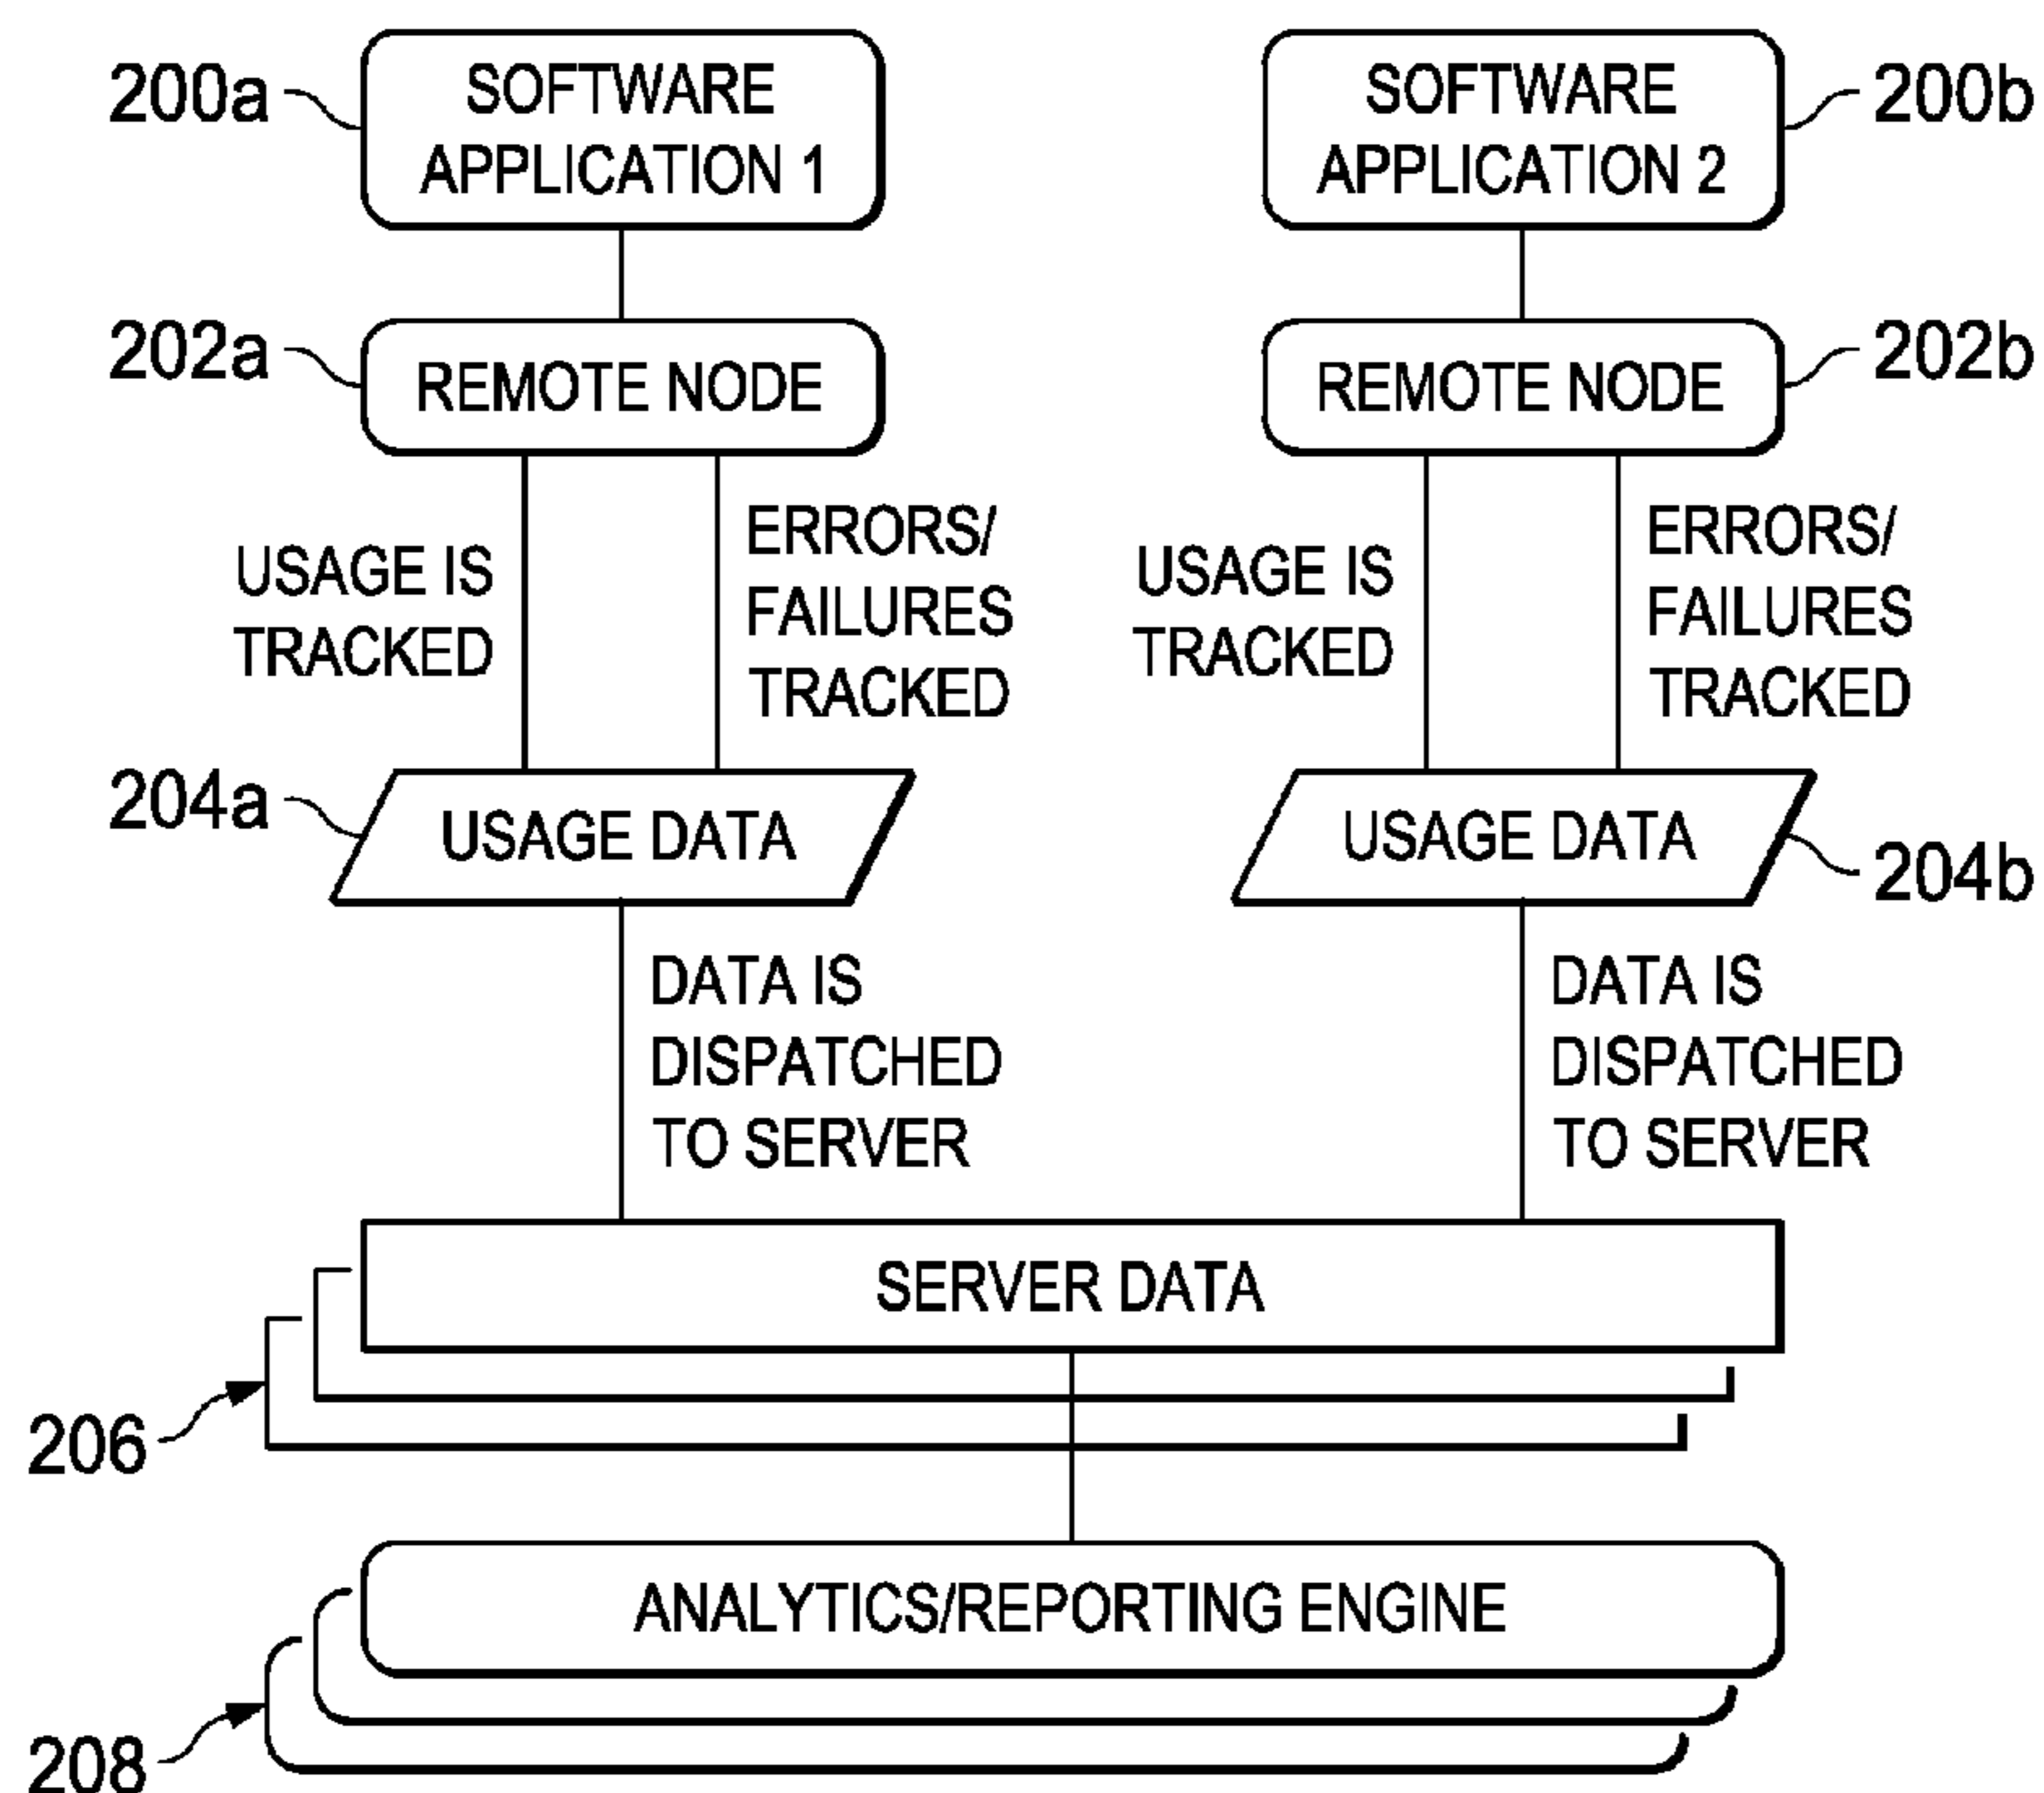 200a
SOFTWARE
APPLICATION 1
SOFTWARE
APPLICATION 2
200b
202a
REMOTE NODE
REMOTE NODE
202b
USAGE IS
TRACKED
ERRORS/
FAILURES
TRACKED
USAGE IS
TRACKED
ERRORS/
FAILURES
TRACKED
204a
USAGE DATA
USAGE DATA
204b
DATA IS
DISPATCHED
TO SERVER
DATA IS
DISPATCHED
TO SERVER
SERVER DATA
206
ANALYTICS/REPORTING ENGINE
208